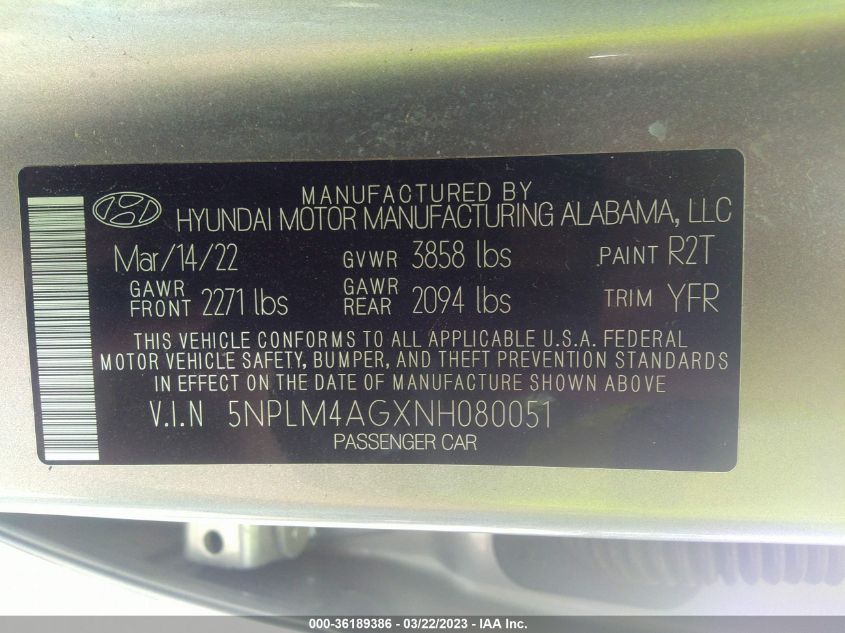 MANUFACTURED BY
HYUNDAI MOTOR MANUFACTURING ALABAMA, LLC
Mar/14/22 GVWR 3858 lbs PAINT R2T
GAWR FRONT 2271 lbs GAWR REAR 2094 lbs TRIM YFR
THIS VEHICLE CONFORMS TO ALL APPLICABLE U.S.A. FEDERAL
MOTOR VEHICLE SAFETY, BUMPER, AND THEFT PREVENTION STANDARDS
IN EFFECT ON THE DATE OF MANUFACTURE SHOWN ABOVE
V.I.N 5NPLM4AGXNH080051
PASSENGER CAR
000-36189386 - 03/22/2023 - IAA Inc.